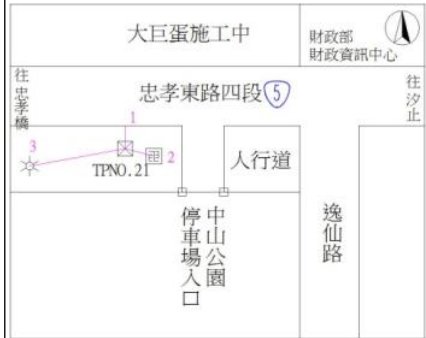 大巨蛋施工中
財政部
財政資訊中心
往忠孝橋
忠孝東路四段5
往汐止
1
2
3
TPNO.21
人行道
中山公園
停車場入口
逸仙路